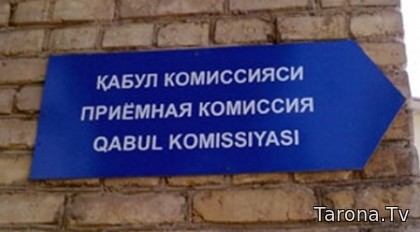 ҚАБУЛ КОМИССИЯСИ
ПРИЁМНАЯ КОМИССИЯ
QABUL KOMISSIYASI
Tarona.Tv